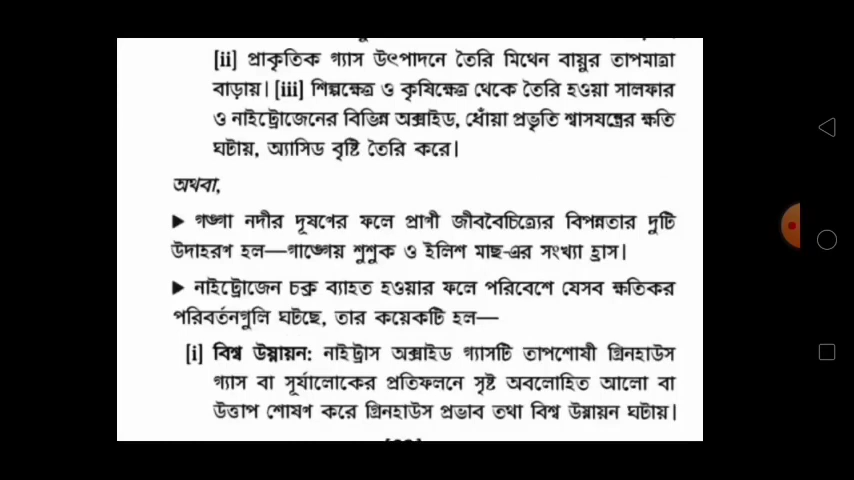 [ii] প্রাকৃতিক গ্যাস উৎপাদনে তৈরি মিথেন বায়ুর তাপমাত্রা
বাড়ায়। [iii] শিল্পক্ষেত্র ও কৃষিক্ষেত্র থেকে তৈরি হওয়া সালফার
ও নাইট্রোজেনের বিভিন্ন অক্সাইড, ধোঁয়া প্রভৃতি শ্বাসযন্ত্রের ক্ষতি
ঘটায়, অ্যাসিড বৃষ্টি তৈরি করে।
অথবা,
▶ গঙ্গা নদীর দূষণের ফলে প্রাণী জীববৈচিত্র্যের বিপন্নতার দুটি
উদাহরণ হল—গাঙ্গেয় শুশুক ও ইলিশ মাছ-এর সংখ্যা হ্রাস।
▶ নাইট্রোজেন চক্র ব্যাহত হওয়ার ফলে পরিবেশে যেসব ক্ষতিকর
পরিবর্তনগুলি ঘটছে, তার কয়েকটি হল—
[i] বিশ্ব উষ্ণায়ন: নাইট্রাস অক্সাইড গ্যাসটি তাপশোষী গ্রিনহাউস
গ্যাস বা সূর্যালোকের প্রতিফলনে সৃষ্ট অবলোহিত আলো বা
উত্তাপ শোষণ করে গ্রিনহাউস প্রভাব তথা বিশ্ব উষ্ণায়ন ঘটায়।